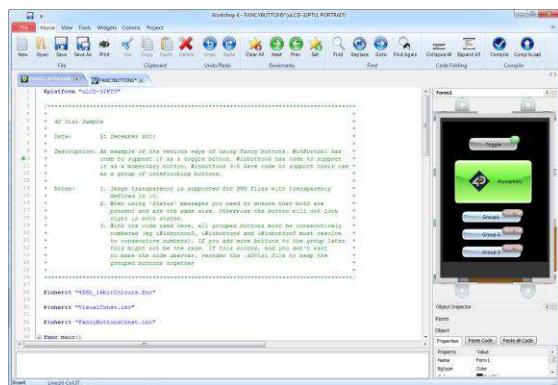 Workshop 4 - FANCYBUTTONS*(uLCD-32PTU, PORTRAIT)
File Home View Tools Widgets Comms Project
New Open Save Save As Print Cut Copy Paste Delete Undo Redo Clear All Next Prev Set Find Replace Goto Find Again Collapse All Expand All Compile Comp'nLoad
File Clipboard Undo/Redo Bookmarks Find Code Folding Compile
FANCYBUTTONS*
#platform "uLCD-32PTU"
4D Visi Sample
Date: December
Description: An example of the various ways of using Fancy Buttons. WinButton1 has
code to support it as a toggle button. Winbutton2 has code to support
it as a momentary button. Winbuttons 3-5 have code to support their use
as a group of interlocking buttons.
Notes: 1. Image transparency is supported for PNG files with transparency
defined in it.
2. When using 'Status' messages you need to ensure that both are
present and are the same size. Otherwise the button will not look
right in both states.
3. With the code used here, all grouped buttons must be consecutively
numbered (eg Winbutton3, Winbutton4 and Winbutton5 must resolve
to consecutive numbers). If you add more buttons to the group later
this might not be the case. If this occurs, and you don't want
to make the code smarter, reorder the .4DVisi file to keep the
grouped buttons together
#inherit "4DGL_16bitColours.fnc"
#inherit "VisualConst.inc"
#inherit "FancyButtonsConst.inc"
func main()
Form1
Toggle
Momentary
Group1
Group 2
Group 3
Object Inspector
Form
Object
Properties Paste Code Paste all Code
Property Value
Name Form1
Bgtype Color
Insert